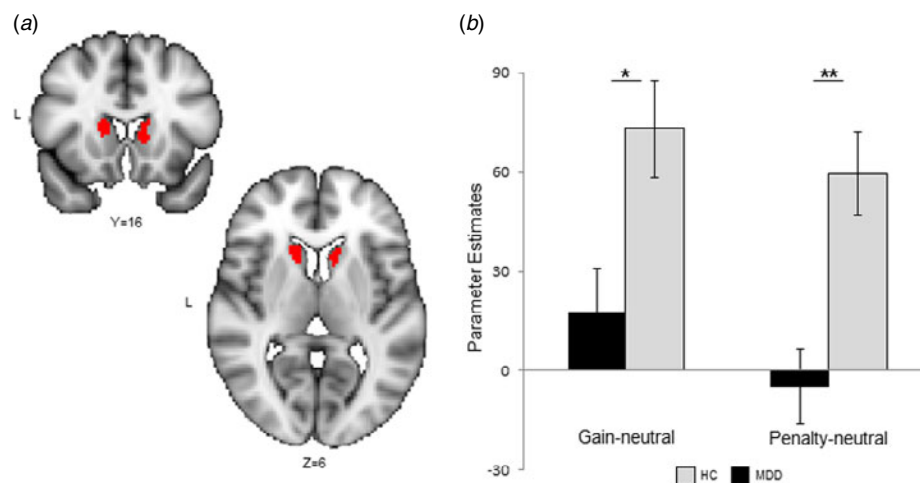 (a)
L
Y=16
L
Z=6
(b)
Parameter Estimates
90
60
30
0
-30
*
**
Gain-neutral
Penalty-neutral
HC
MDD